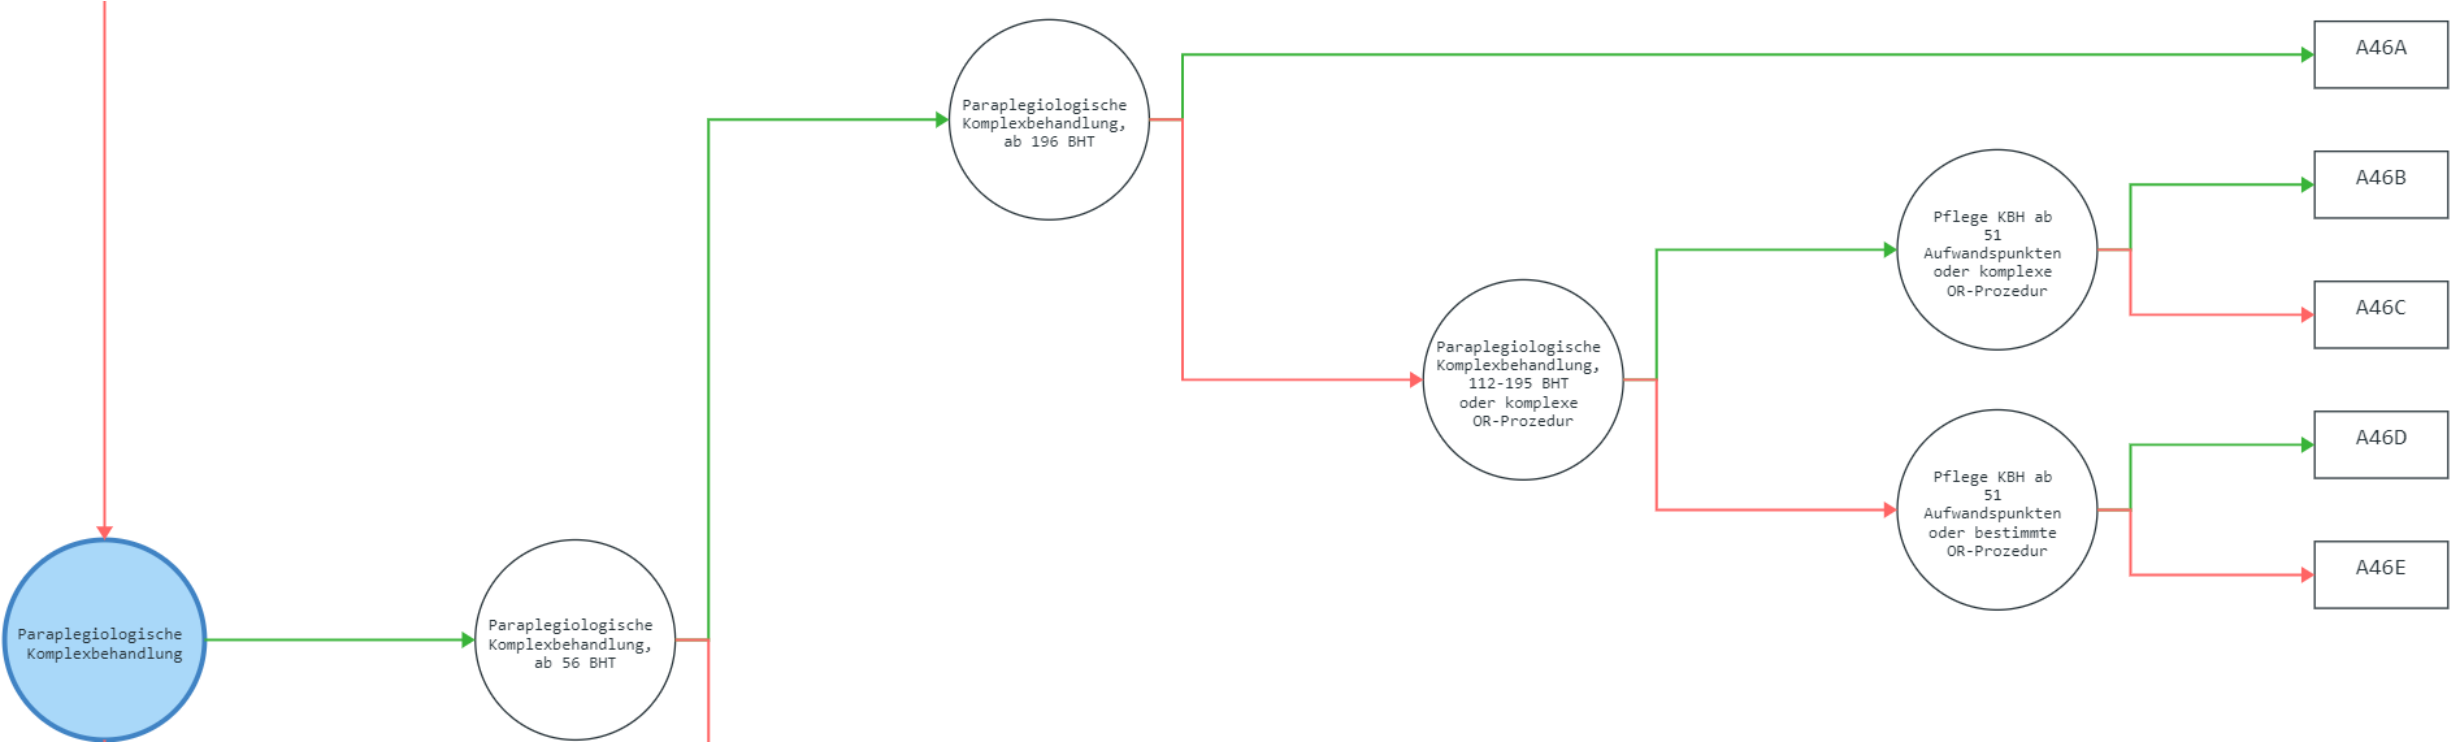 A46A
Paraplegiologische
Komplexbehandlung,
ab 196 BHT
A46B
Pflege KBH ab
51
Aufwandspunkten
oder komplexe
OR-Prozedur
A46C
Paraplegiologische
Komplexbehandlung,
112-195 BHT
oder komplexe
OR-Prozedur
A46D
Pflege KBH ab
51
Aufwandspunkten
oder bestimmte
OR-Prozedur
A46E
Paraplegiologische
Komplexbehandlung
Paraplegiologische
Komplexbehandlung,
ab 56 BHT